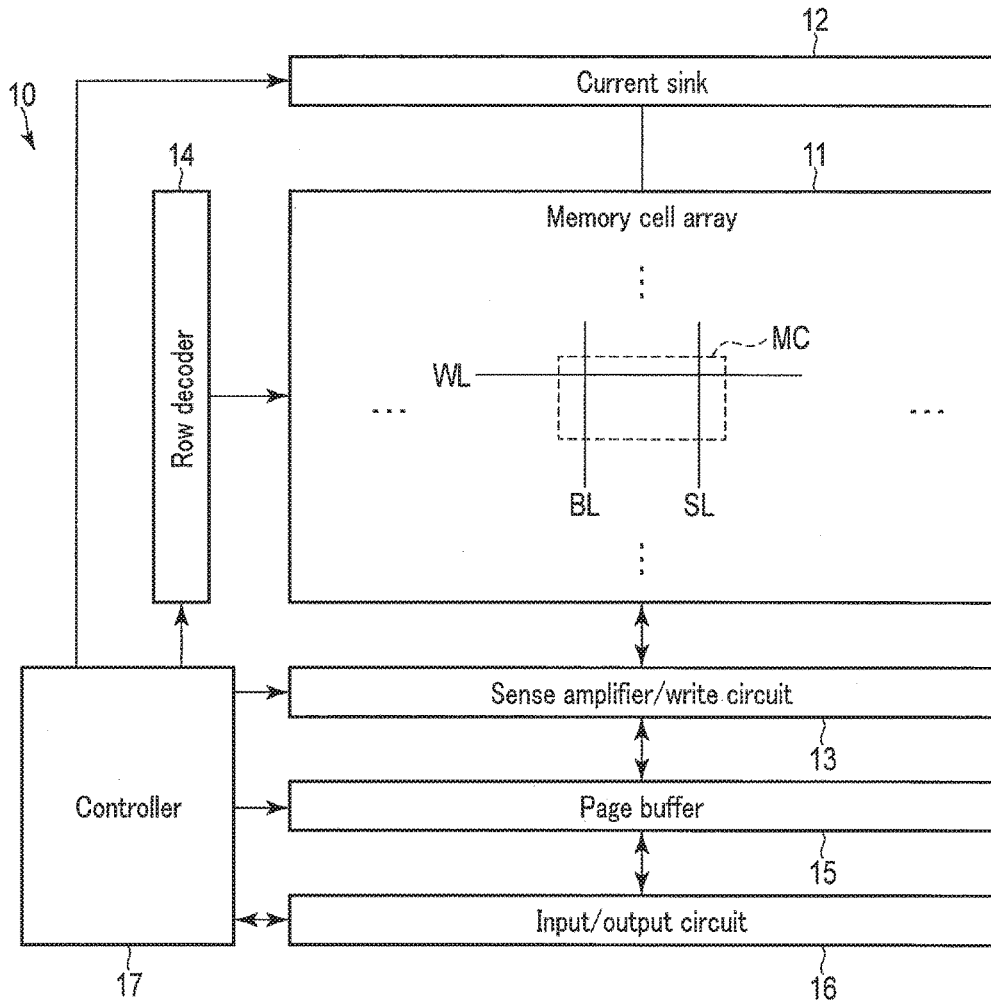 12
Current sink
10
14
11
Memory cell array
Row decoder
MC
WL
BL SL
Sense amplifier/write circuit
13
Controller
Page buffer
15
Input/output circuit
17
16